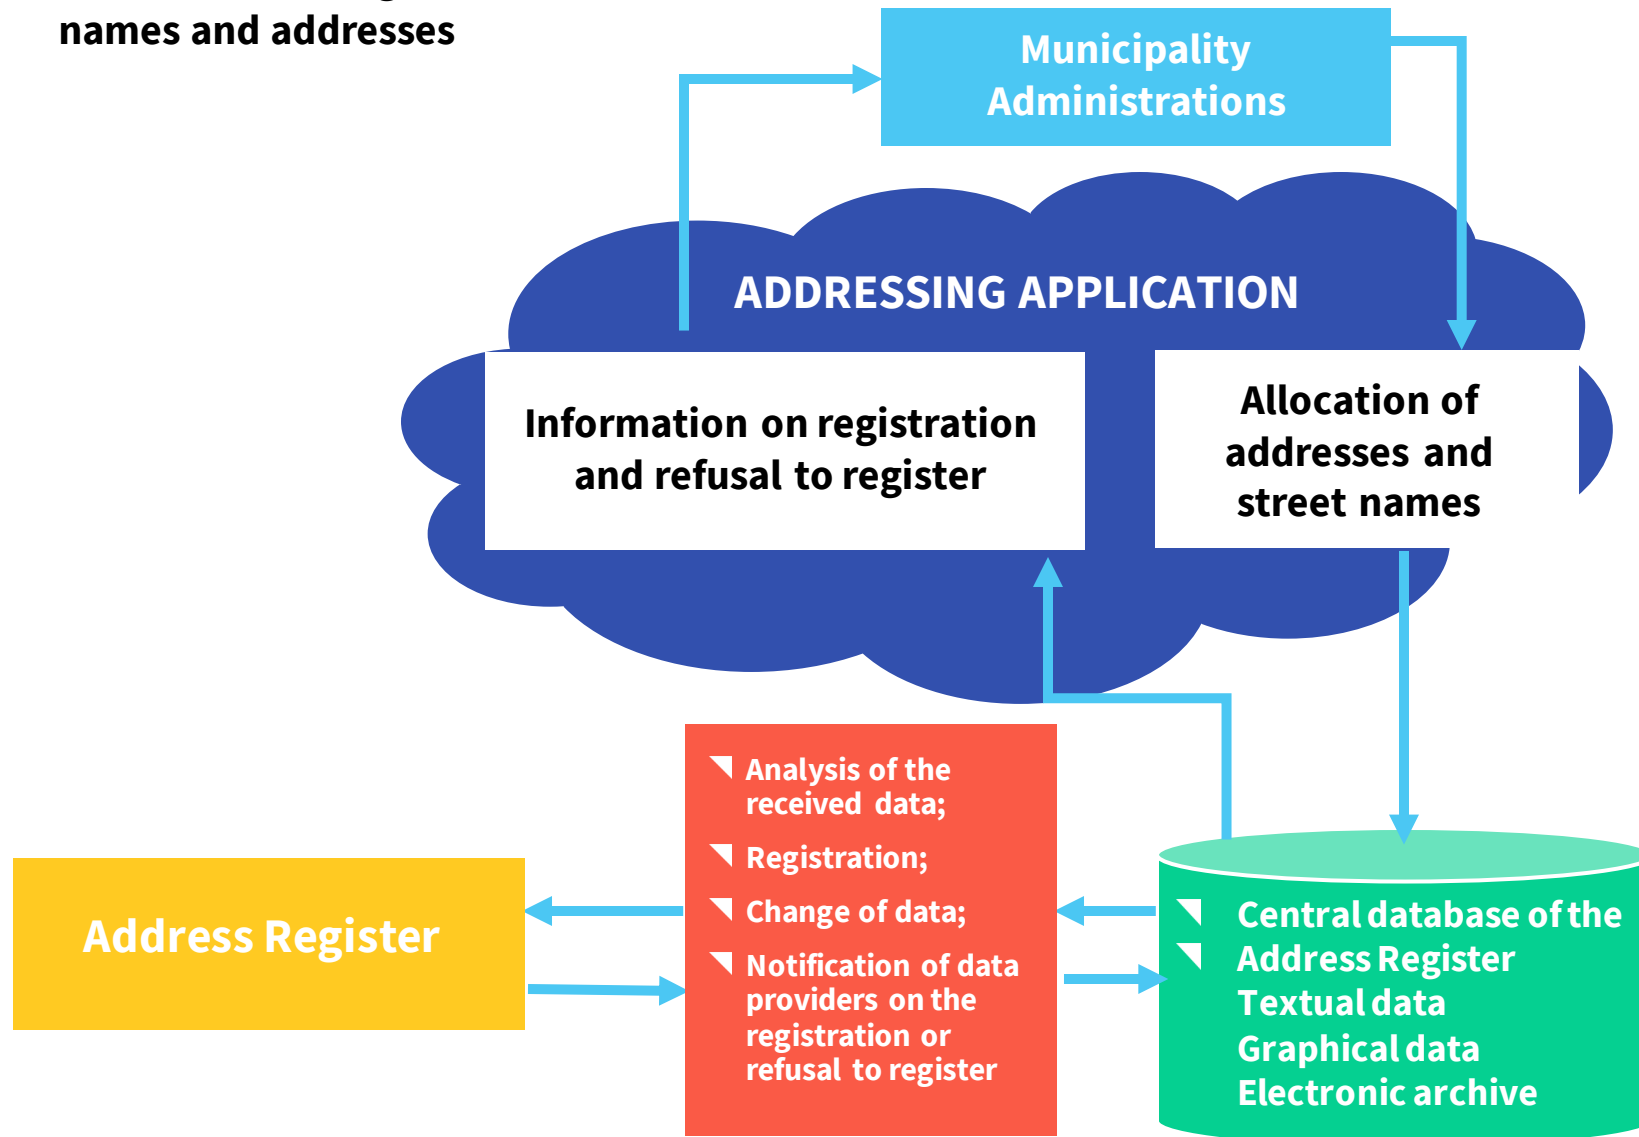 names and addresses
Municipality
Administrations
ADDRESSING APPLICATION
Information on registration
and refusal to register
Allocation of
addresses and
street names
Analysis of the
received data;
Registration;
Change of data;
Notification of data
providers on the
registration or
refusal to register
Address Register
Central database of the
Address Register
Textual data
Graphical data
Electronic archive